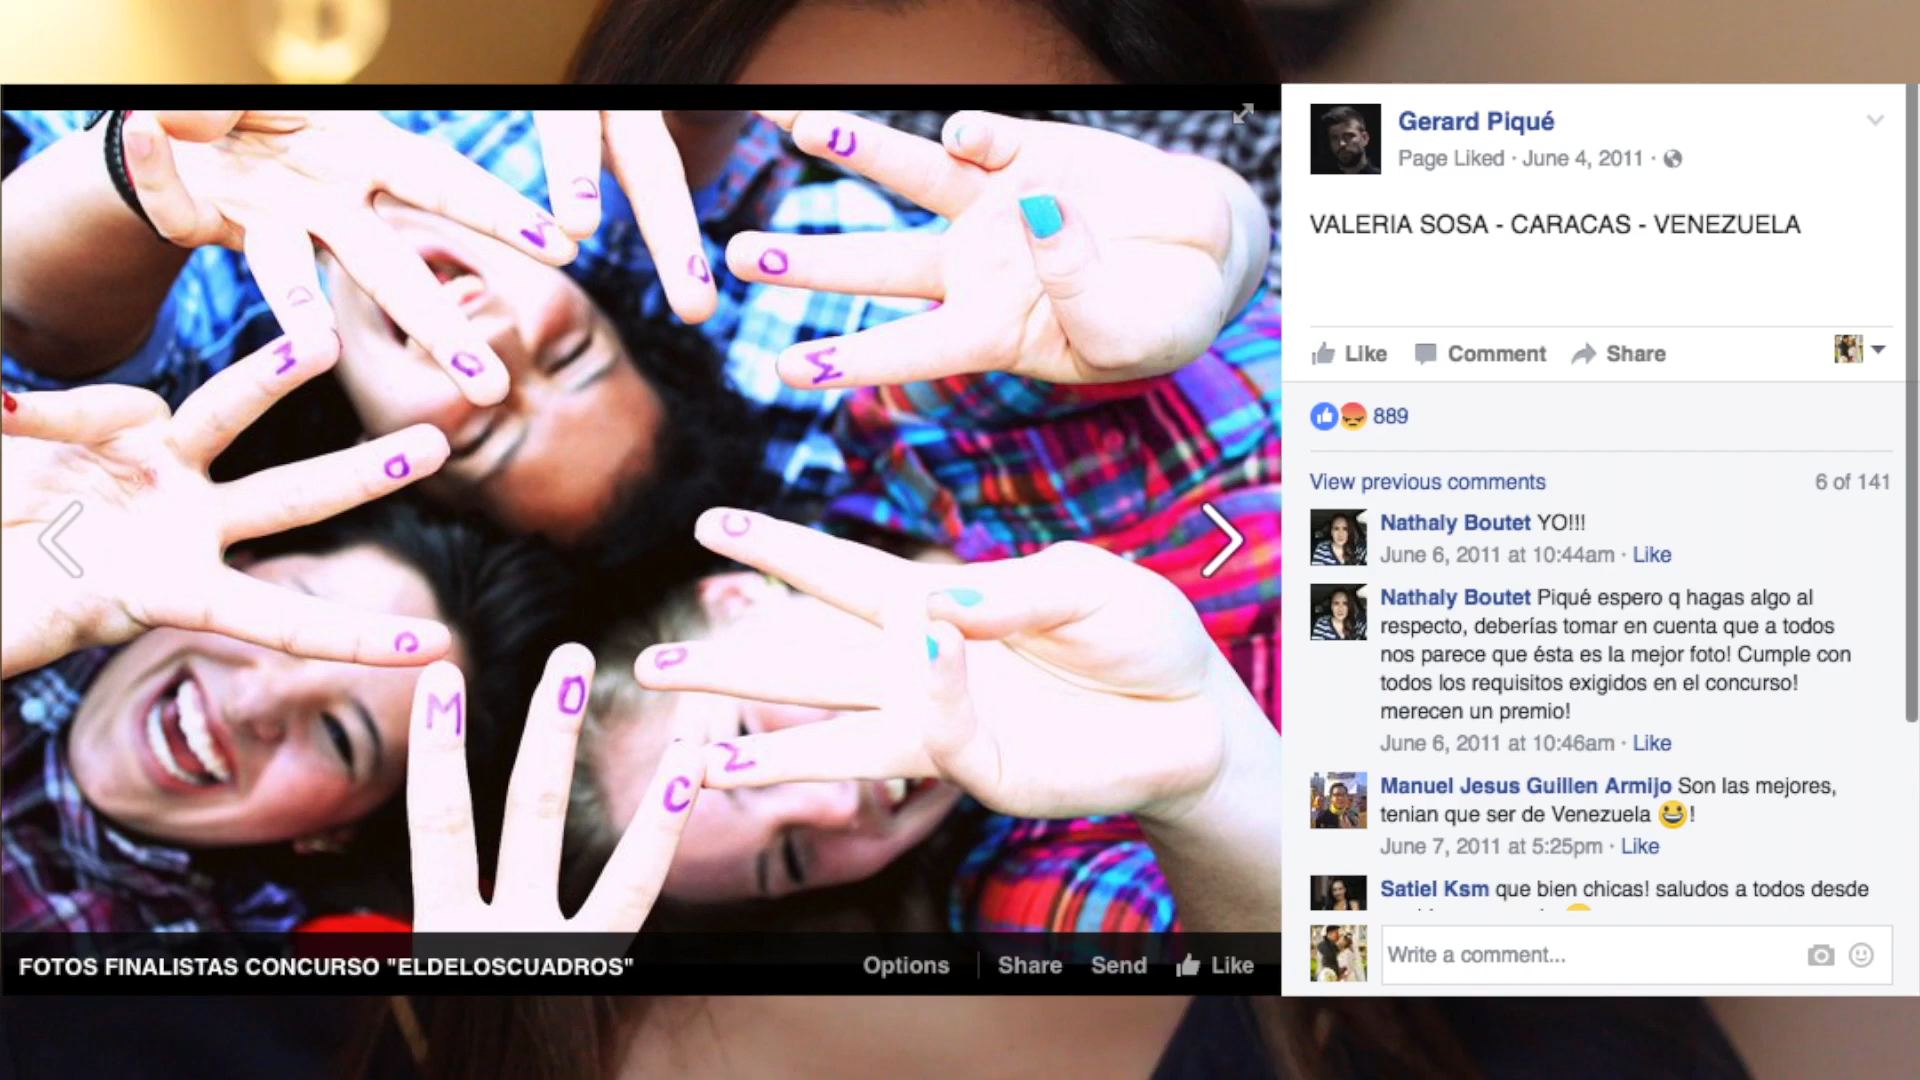 Gerard Piqué
Page Liked · June 4, 2011 ·
VALERIA SOSA - CARACAS - VENEZUELA
Like Comment Share
889
View previous comments 6 of 141
Nathaly Boutet YO!!!
June 6, 2011 at 10:44am · Like
Nathaly Boutet Piqué espero q hagas algo al
respecto, deberías tomar en cuenta que a todos
nos parece que ésta es la mejor foto! Cumple con
todos los requisitos exigidos en el concurso!
merecen un premio!
June 6, 2011 at 10:46am · Like
Manuel Jesus Guillen Armijo Son las mejores,
tenian que ser de Venezuela 😀!
June 7, 2011 at 5:25pm · Like
Satiel Ksm que bien chicas! saludos a todos desde
Write a comment...
FOTOS FINALISTAS CONCURSO "ELDELOSCUADROS"
Options Share Send Like